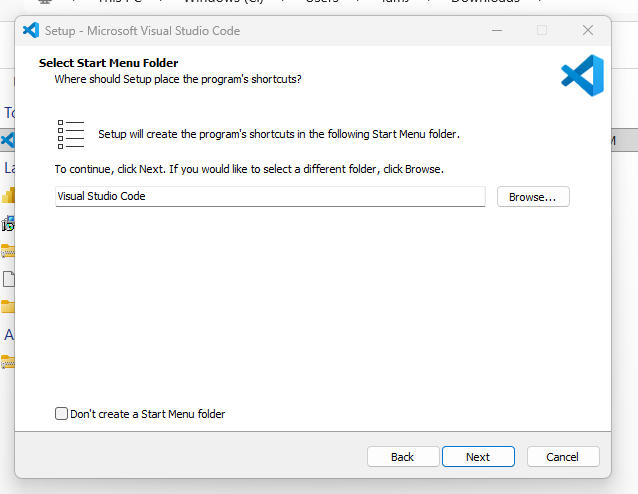 Setup - Microsoft Visual Studio Code
Select Start Menu Folder
Where should Setup place the program's shortcuts?
Setup will create the program's shortcuts in the following Start Menu folder.
To continue, click Next. If you would like to select a different folder, click Browse.
Visual Studio Code
Browse...
Don't create a Start Menu folder
Back
Next
Cancel